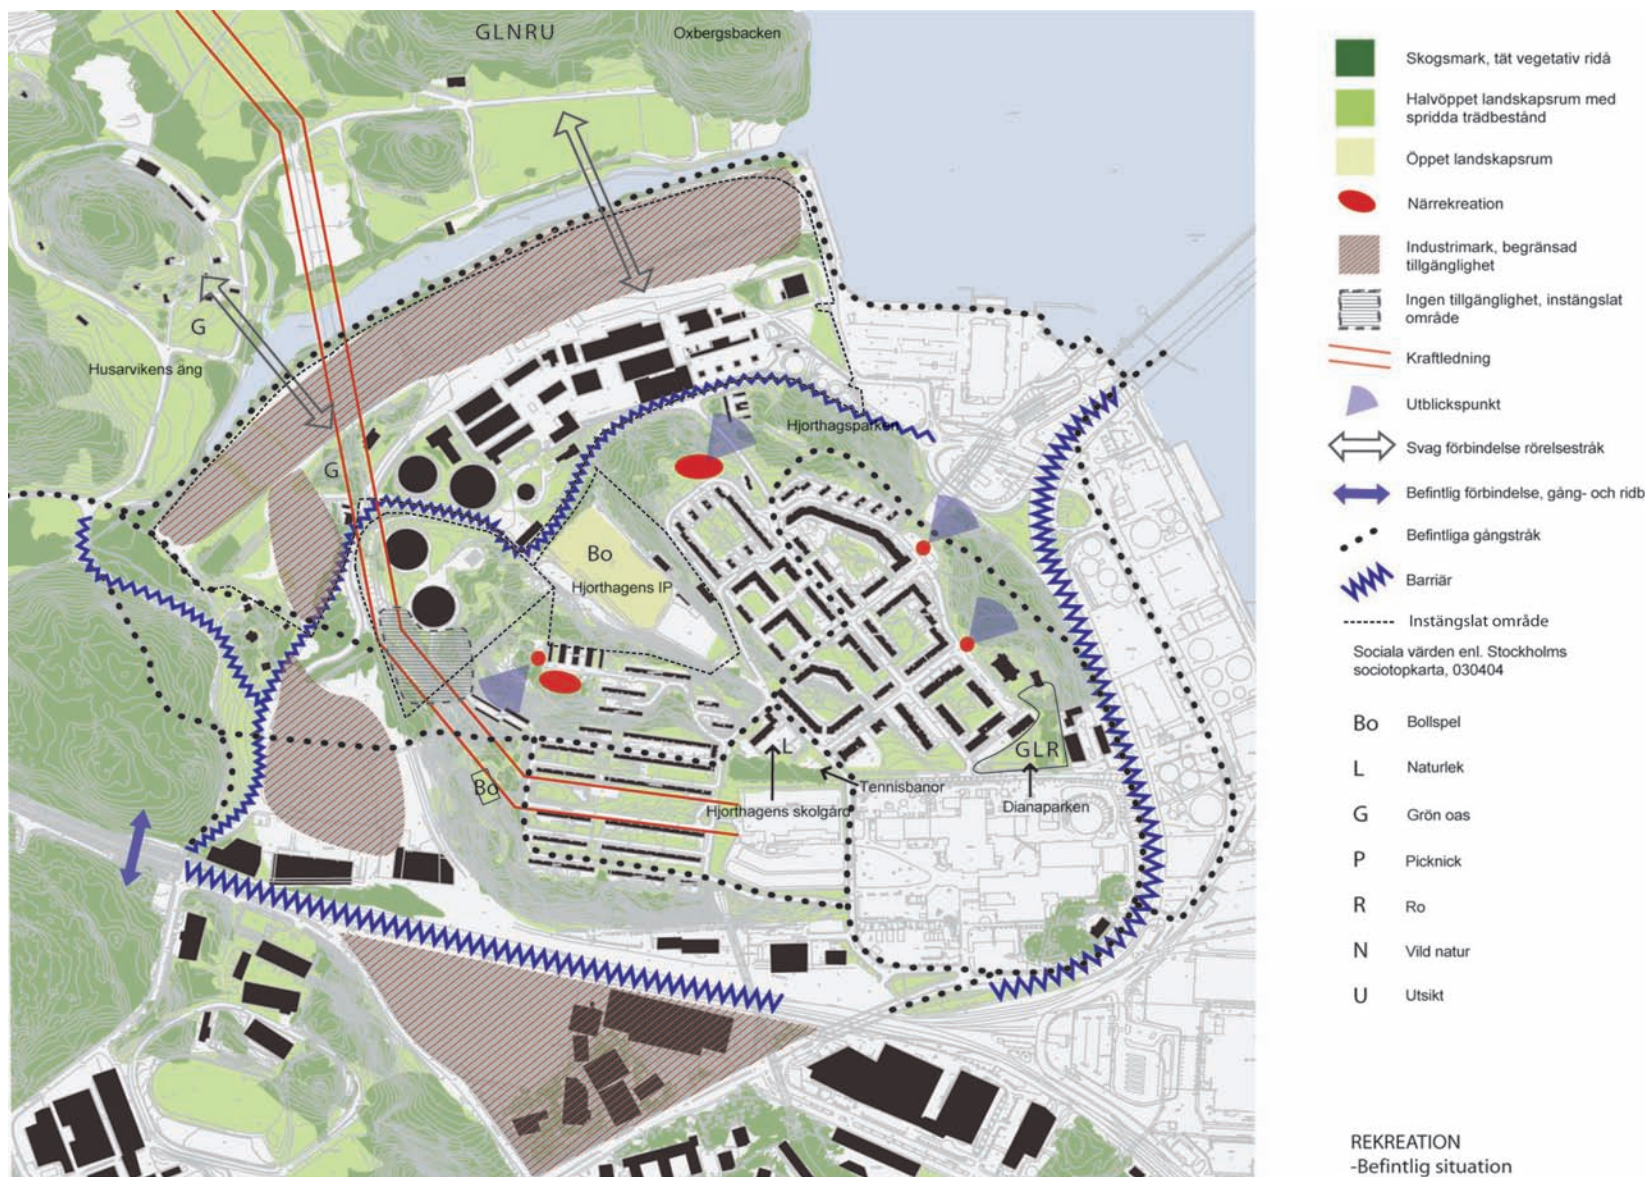 GLNRU
Oxbergsbacken
G
Husarvikens äng
G
Hjorthagsparken
Bo
Hjorthagens IP
Bo
L
GLR
Tennisbanor
Hjorthagens skolgård
Dianaparken
Skogsmark, tät vegetativ ridå
Halvöppet landskapsrum med
spridda trädbestånd
Öppet landskapsrum
Närrekreation
Industrimark, begränsad
tillgänglighet
Ingen tillgänglighet, instängslat
område
Kraftledning
Utblickspunkt
Svag förbindelse rörelsestråk
Befintlig förbindelse, gång- och ridb
Befintliga gångstråk
Barriär
Instängslat område
Sociala värden enl. Stockholms
sociotopkarta, 030404
Bo Bollspel
L Naturlek
G Grön oas
P Picknick
R Ro
N Vild natur
U Utsikt
REKREATION
-Befintlig situation